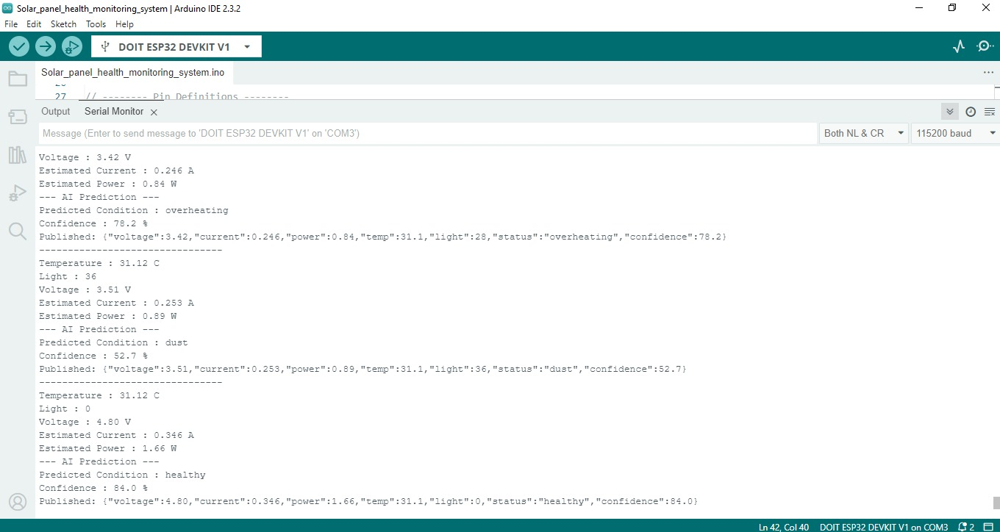 Solar_panel_health_monitoring_system | Arduino IDE 2.3.2
File Edit Sketch Tools Help
DOIT ESP32 DEVKIT V1
Solar_panel_health_monitoring_system.ino
27 // -------- Pin Definitions --------
Output Serial Monitor
Message (Enter to send message to 'DOIT ESP32 DEVKIT V1' on 'COM3')
Both NL & CR
115200 baud
Voltage : 3.42 V
Estimated Current : 0.246 A
Estimated Power : 0.84 W
--- AI Prediction ---
Predicted Condition : overheating
Confidence : 78.2 %
Published: {"voltage":3.42,"current":0.246,"power":0.84,"temp":31.1,"light":28,"status":"overheating","confidence":78.2}
--------------------------------
Temperature : 31.12 C
Light : 36
Voltage : 3.51 V
Estimated Current : 0.253 A
Estimated Power : 0.89 W
--- AI Prediction ---
Predicted Condition : dust
Confidence : 52.7 %
Published: {"voltage":3.51,"current":0.253,"power":0.89,"temp":31.1,"light":36,"status":"dust","confidence":52.7}
--------------------------------
Temperature : 31.12 C
Light : 0
Voltage : 4.80 V
Estimated Current : 0.346 A
Estimated Power : 1.66 W
--- AI Prediction ---
Predicted Condition : healthy
Confidence : 84.0 %
Published: {"voltage":4.80,"current":0.346,"power":1.66,"temp":31.1,"light":0,"status":"healthy","confidence":84.0}
Ln 42, Col 40 DOIT ESP32 DEVKIT V1 on COM3 2